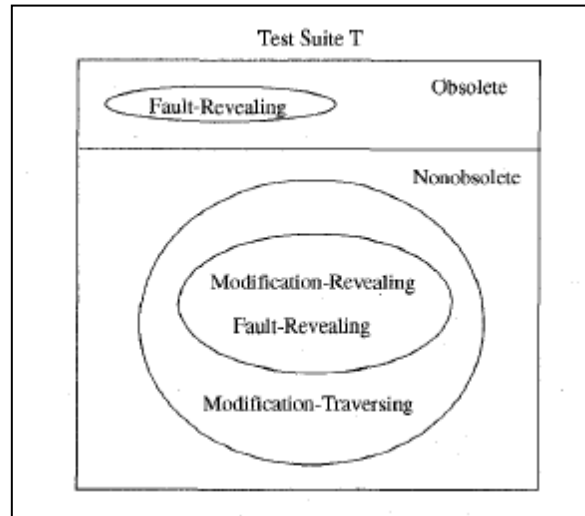 Test Suite T
Obsolete
Fault-Revealing
Nonobsolete
Modification-Revealing
Fault-Revealing
Modification-Traversing